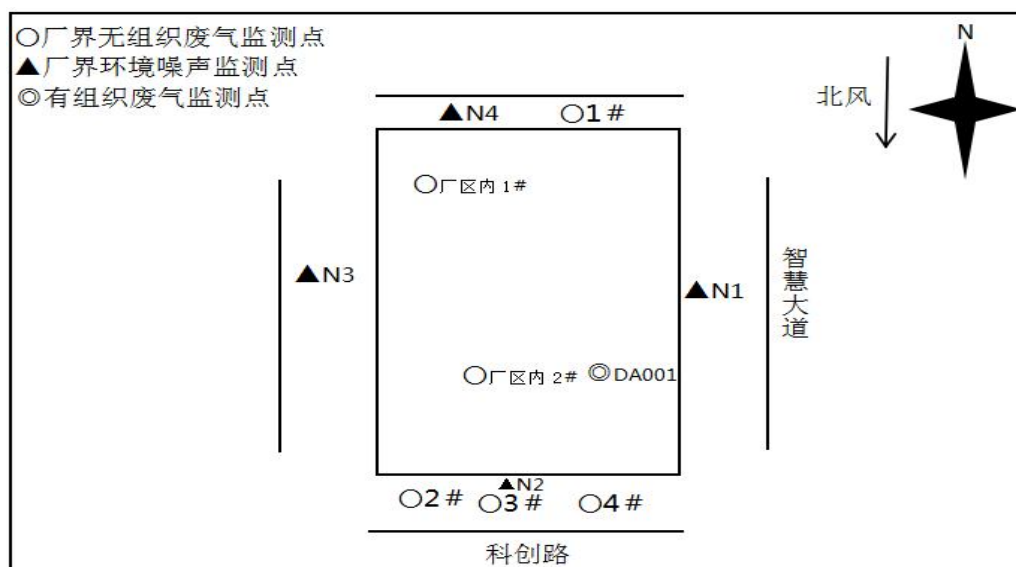 ○厂界无组织废气监测点
▲厂界环境噪声监测点
◎有组织废气监测点
N
北风
▲N4
○1#
○厂区内 1#
▲N3
▲N1
智慧大道
○厂区内 2#
◎DA001
▲N2
○2#
○3#
○4#
科创路